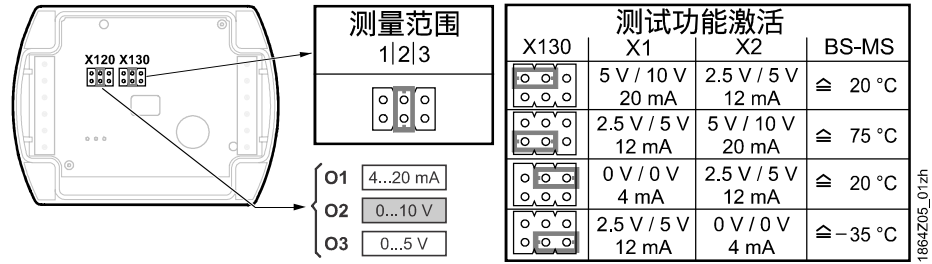 X120 X130
测量范围
1|2|3
O1 4...20 mA
O2 0...10 V
O3 0...5 V
测试功能激活
X130 X1 X2 BS-MS
5 V / 10 V 2.5 V / 5 V ≙ 20 °C
20 mA 12 mA
2.5 V / 5 V 5 V / 10 V ≙ 75 °C
12 mA 20 mA
0 V / 0 V 2.5 V / 5 V ≙ 20 °C
4 mA 12 mA
2.5 V / 5 V 0 V / 0 V ≙ −35 °C
12 mA 4 mA
1864Z05_01zh